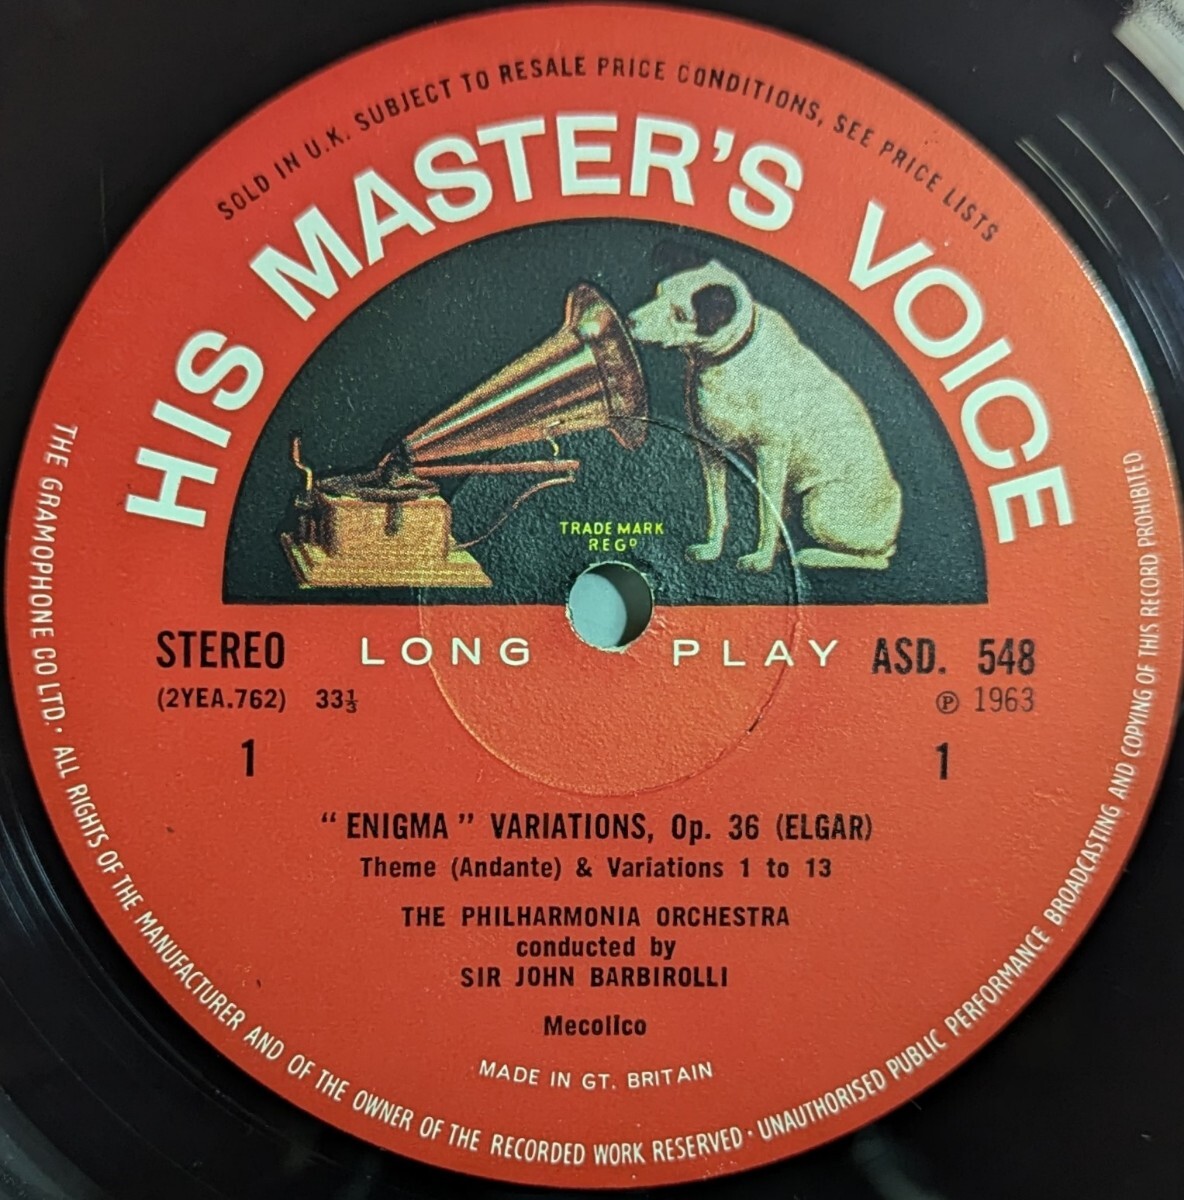 SOLD IN U.K. SUBJECT TO RESALE PRICE CONDITIONS, SEE PRICE LISTS
HIS MASTER'S VOICE
TRADE MARK
REGD
STEREO LONG PLAY ASD. 548
(2YEA.762) 33⅓ ℗ 1963
1 1
"ENIGMA" VARIATIONS, Op. 36 (ELGAR)
Theme (Andante) & Variations 1 to 13
THE PHILHARMONIA ORCHESTRA
conducted by
SIR JOHN BARBIROLLI
Mecolico
MADE IN GT. BRITAIN
THE GRAMOPHONE CO LTD. · ALL RIGHTS OF THE MANUFACTURER AND OF THE OWNER OF THE RECORDED WORK RESERVED · UNAUTHORISED PUBLIC PERFORMANCE BROADCASTING AND COPYING OF THIS RECORD PROHIBITED